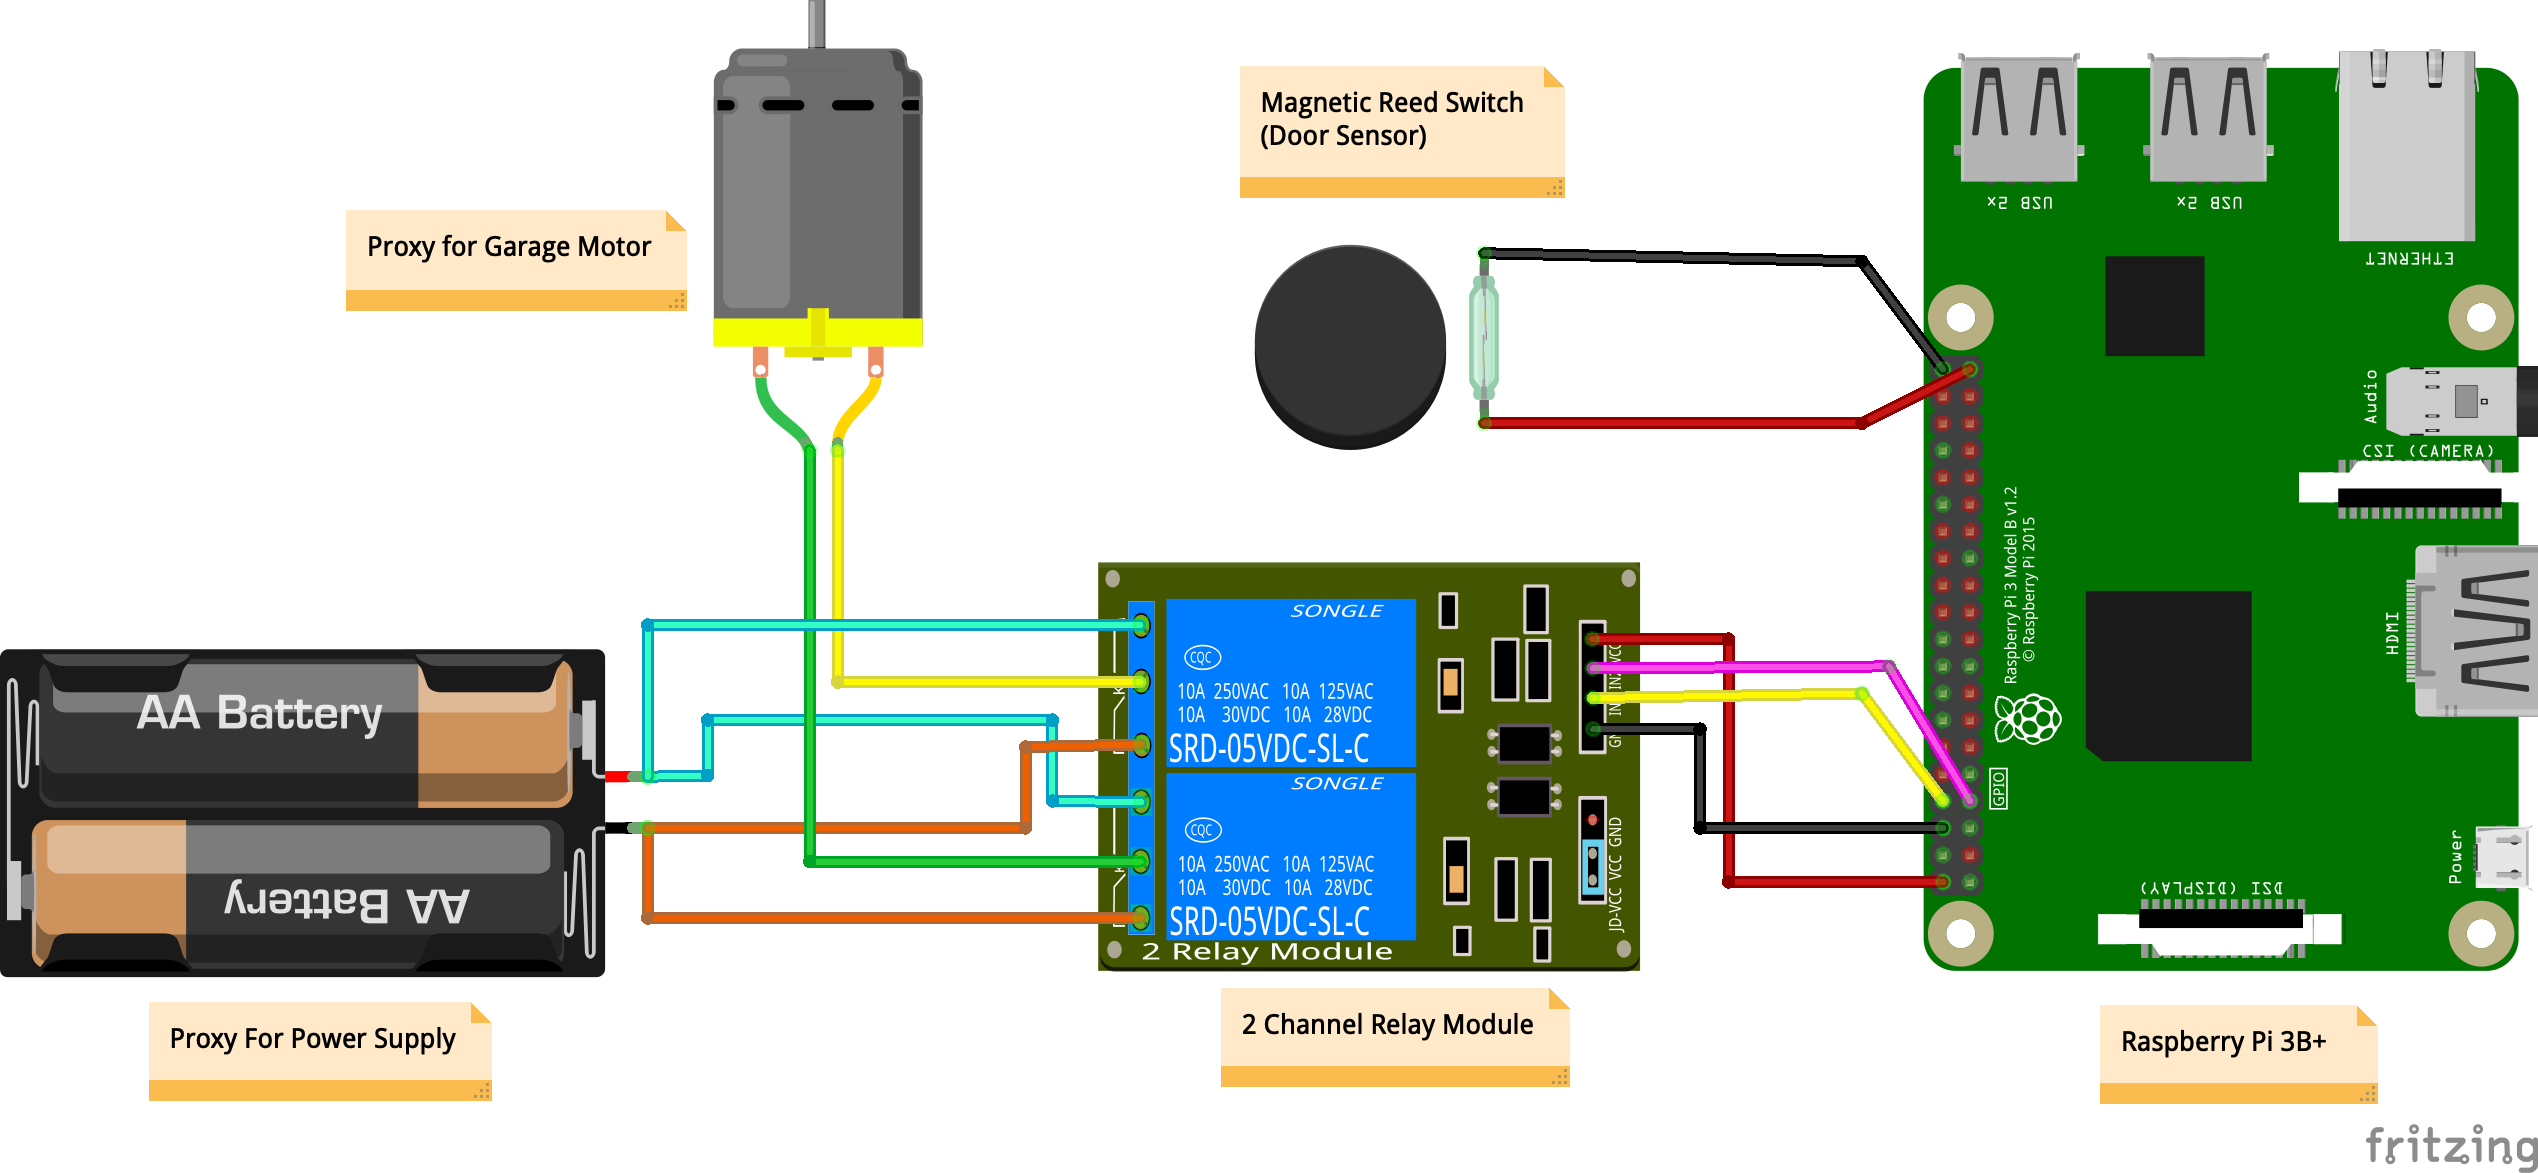 Magnetic Reed Switch
(Door Sensor)
Proxy for Garage Motor
USB 2x
USB 2x
ETHERNET
Audio
CSI (CAMERA)
Raspberry Pi 3 Model B v1.2
© Raspberry Pi 2015
HDMI
GPIO
Power
DSI (DISPLAY)
AA Battery
AA Battery
SONGLE
CQC
10A 250VAC 10A 125VAC
10A 30VDC 10A 28VDC
SRD-05VDC-SL-C
SONGLE
CQC
10A 250VAC 10A 125VAC
10A 30VDC 10A 28VDC
SRD-05VDC-SL-C
2 Relay Module
VCC
JD-VCC VCC GND
Proxy For Power Supply
2 Channel Relay Module
Raspberry Pi 3B+
fritzing